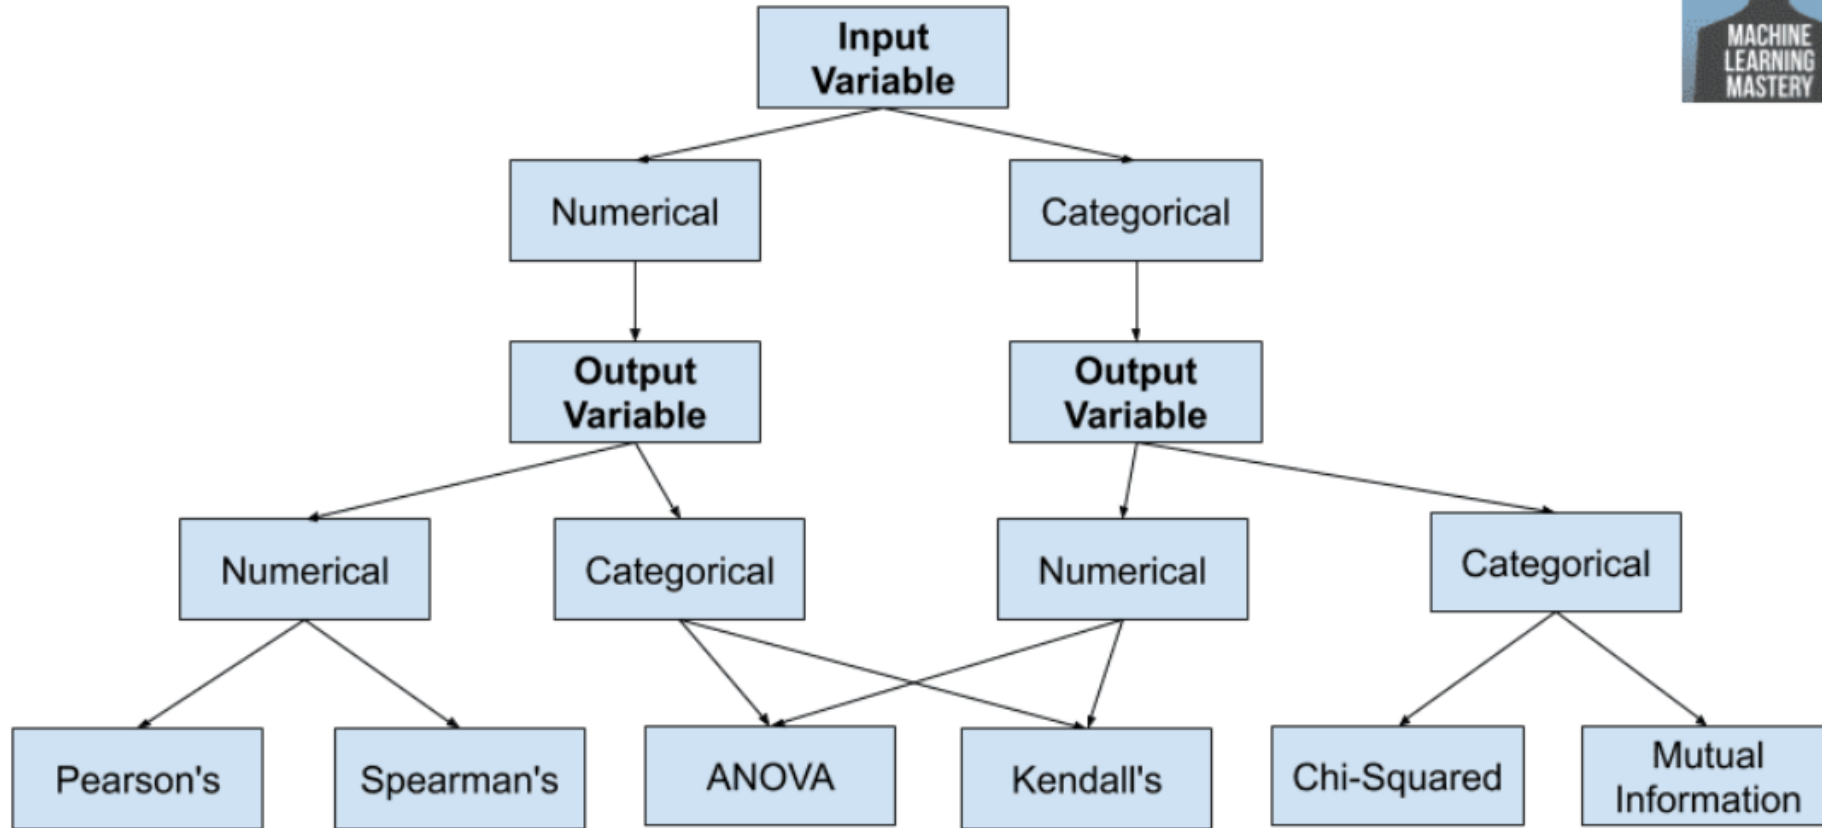 Input
Variable
MACHINE
LEARNING
MASTERY
Numerical
Categorical
Output
Variable
Output
Variable
Numerical
Categorical
Numerical
Categorical
Pearson's
Spearman's
ANOVA
Kendall's
Chi-Squared
Mutual
Information